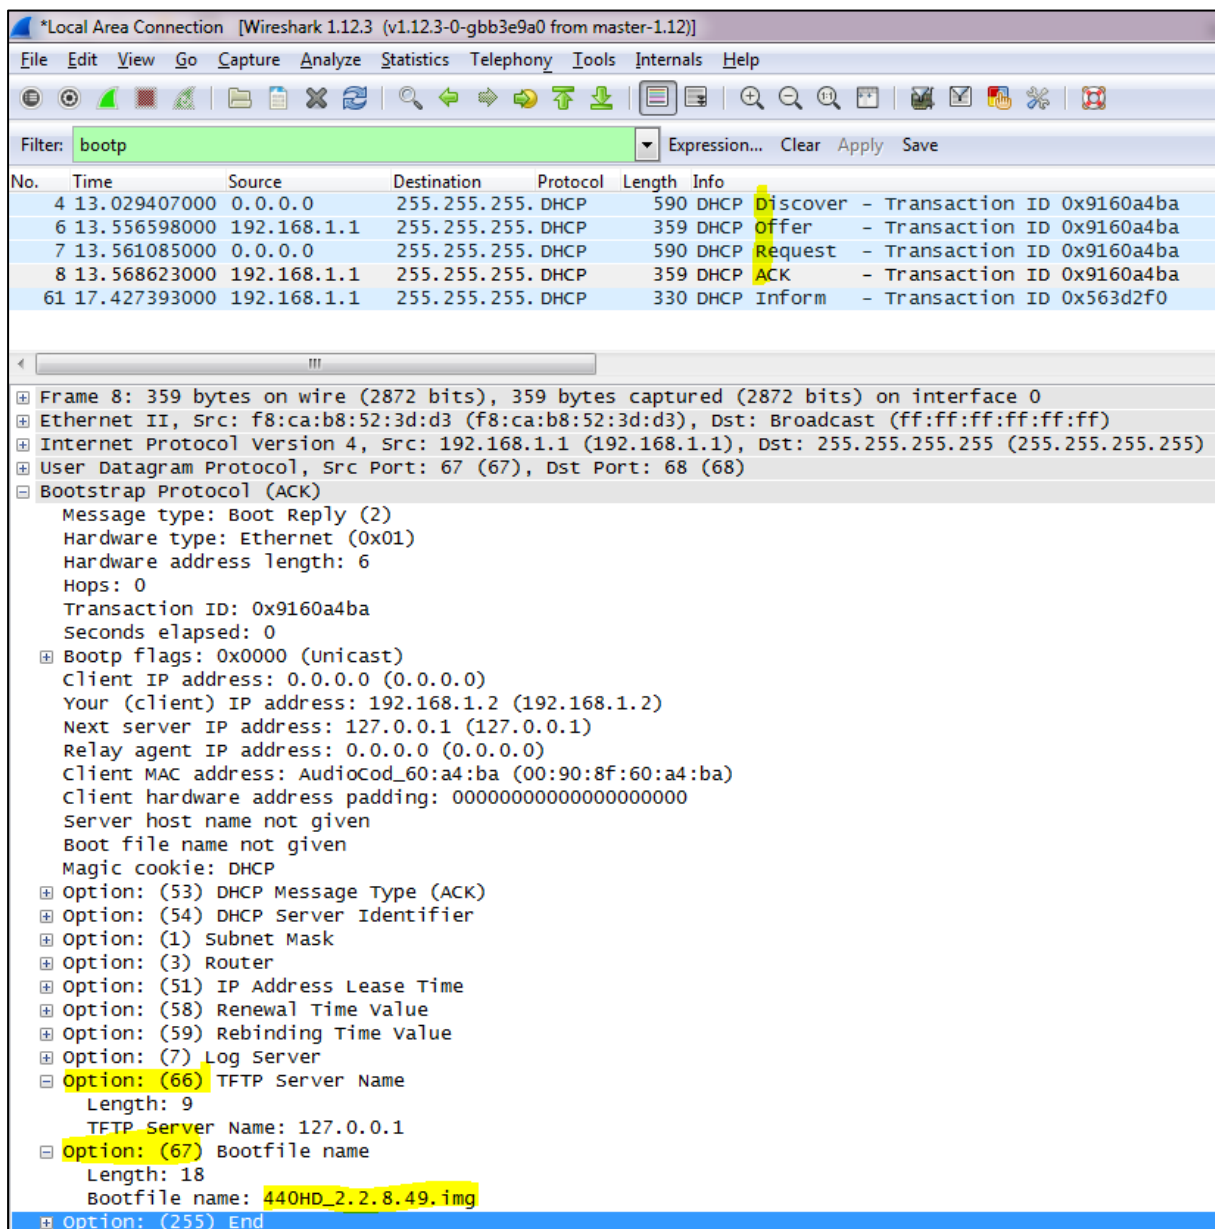 *Local Area Connection [Wireshark 1.12.3 (v1.12.3-0-gbb3e9a0 from master-1.12)]
File Edit View Go Capture Analyze Statistics Telephony Tools Internals Help
Filter: bootp Expression... Clear Apply Save
No. Time Source Destination Protocol Length Info
4 13.029407000 0.0.0.0 255.255.255. DHCP 590 DHCP Discover - Transaction ID 0x9160a4ba
6 13.556598000 192.168.1.1 255.255.255. DHCP 359 DHCP Offer - Transaction ID 0x9160a4ba
7 13.561085000 0.0.0.0 255.255.255. DHCP 590 DHCP Request - Transaction ID 0x9160a4ba
8 13.568623000 192.168.1.1 255.255.255. DHCP 359 DHCP ACK - Transaction ID 0x9160a4ba
61 17.427393000 192.168.1.1 255.255.255. DHCP 330 DHCP Inform - Transaction ID 0x563d2f0
Frame 8: 359 bytes on wire (2872 bits), 359 bytes captured (2872 bits) on interface 0
Ethernet II, Src: f8:ca:b8:52:3d:d3 (f8:ca:b8:52:3d:d3), Dst: Broadcast (ff:ff:ff:ff:ff:ff)
Internet Protocol Version 4, Src: 192.168.1.1 (192.168.1.1), Dst: 255.255.255.255 (255.255.255.255)
User Datagram Protocol, Src Port: 67 (67), Dst Port: 68 (68)
Bootstrap Protocol (ACK)
Message type: Boot Reply (2)
Hardware type: Ethernet (0x01)
Hardware address length: 6
Hops: 0
Transaction ID: 0x9160a4ba
Seconds elapsed: 0
Bootp flags: 0x0000 (Unicast)
Client IP address: 0.0.0.0 (0.0.0.0)
Your (client) IP address: 192.168.1.2 (192.168.1.2)
Next server IP address: 127.0.0.1 (127.0.0.1)
Relay agent IP address: 0.0.0.0 (0.0.0.0)
Client MAC address: AudioCod_60:a4:ba (00:90:8f:60:a4:ba)
Client hardware address padding: 00000000000000000000
Server host name not given
Boot file name not given
Magic cookie: DHCP
Option: (53) DHCP Message Type (ACK)
Option: (54) DHCP Server Identifier
Option: (1) Subnet Mask
Option: (3) Router
Option: (51) IP Address Lease Time
Option: (58) Renewal Time Value
Option: (59) Rebinding Time Value
Option: (7) Log Server
Option: (66) TFTP Server Name
Length: 9
TFTP Server Name: 127.0.0.1
Option: (67) Bootfile name
Length: 18
Bootfile name: 440HD_2.2.8.49.img
Option: (255) End